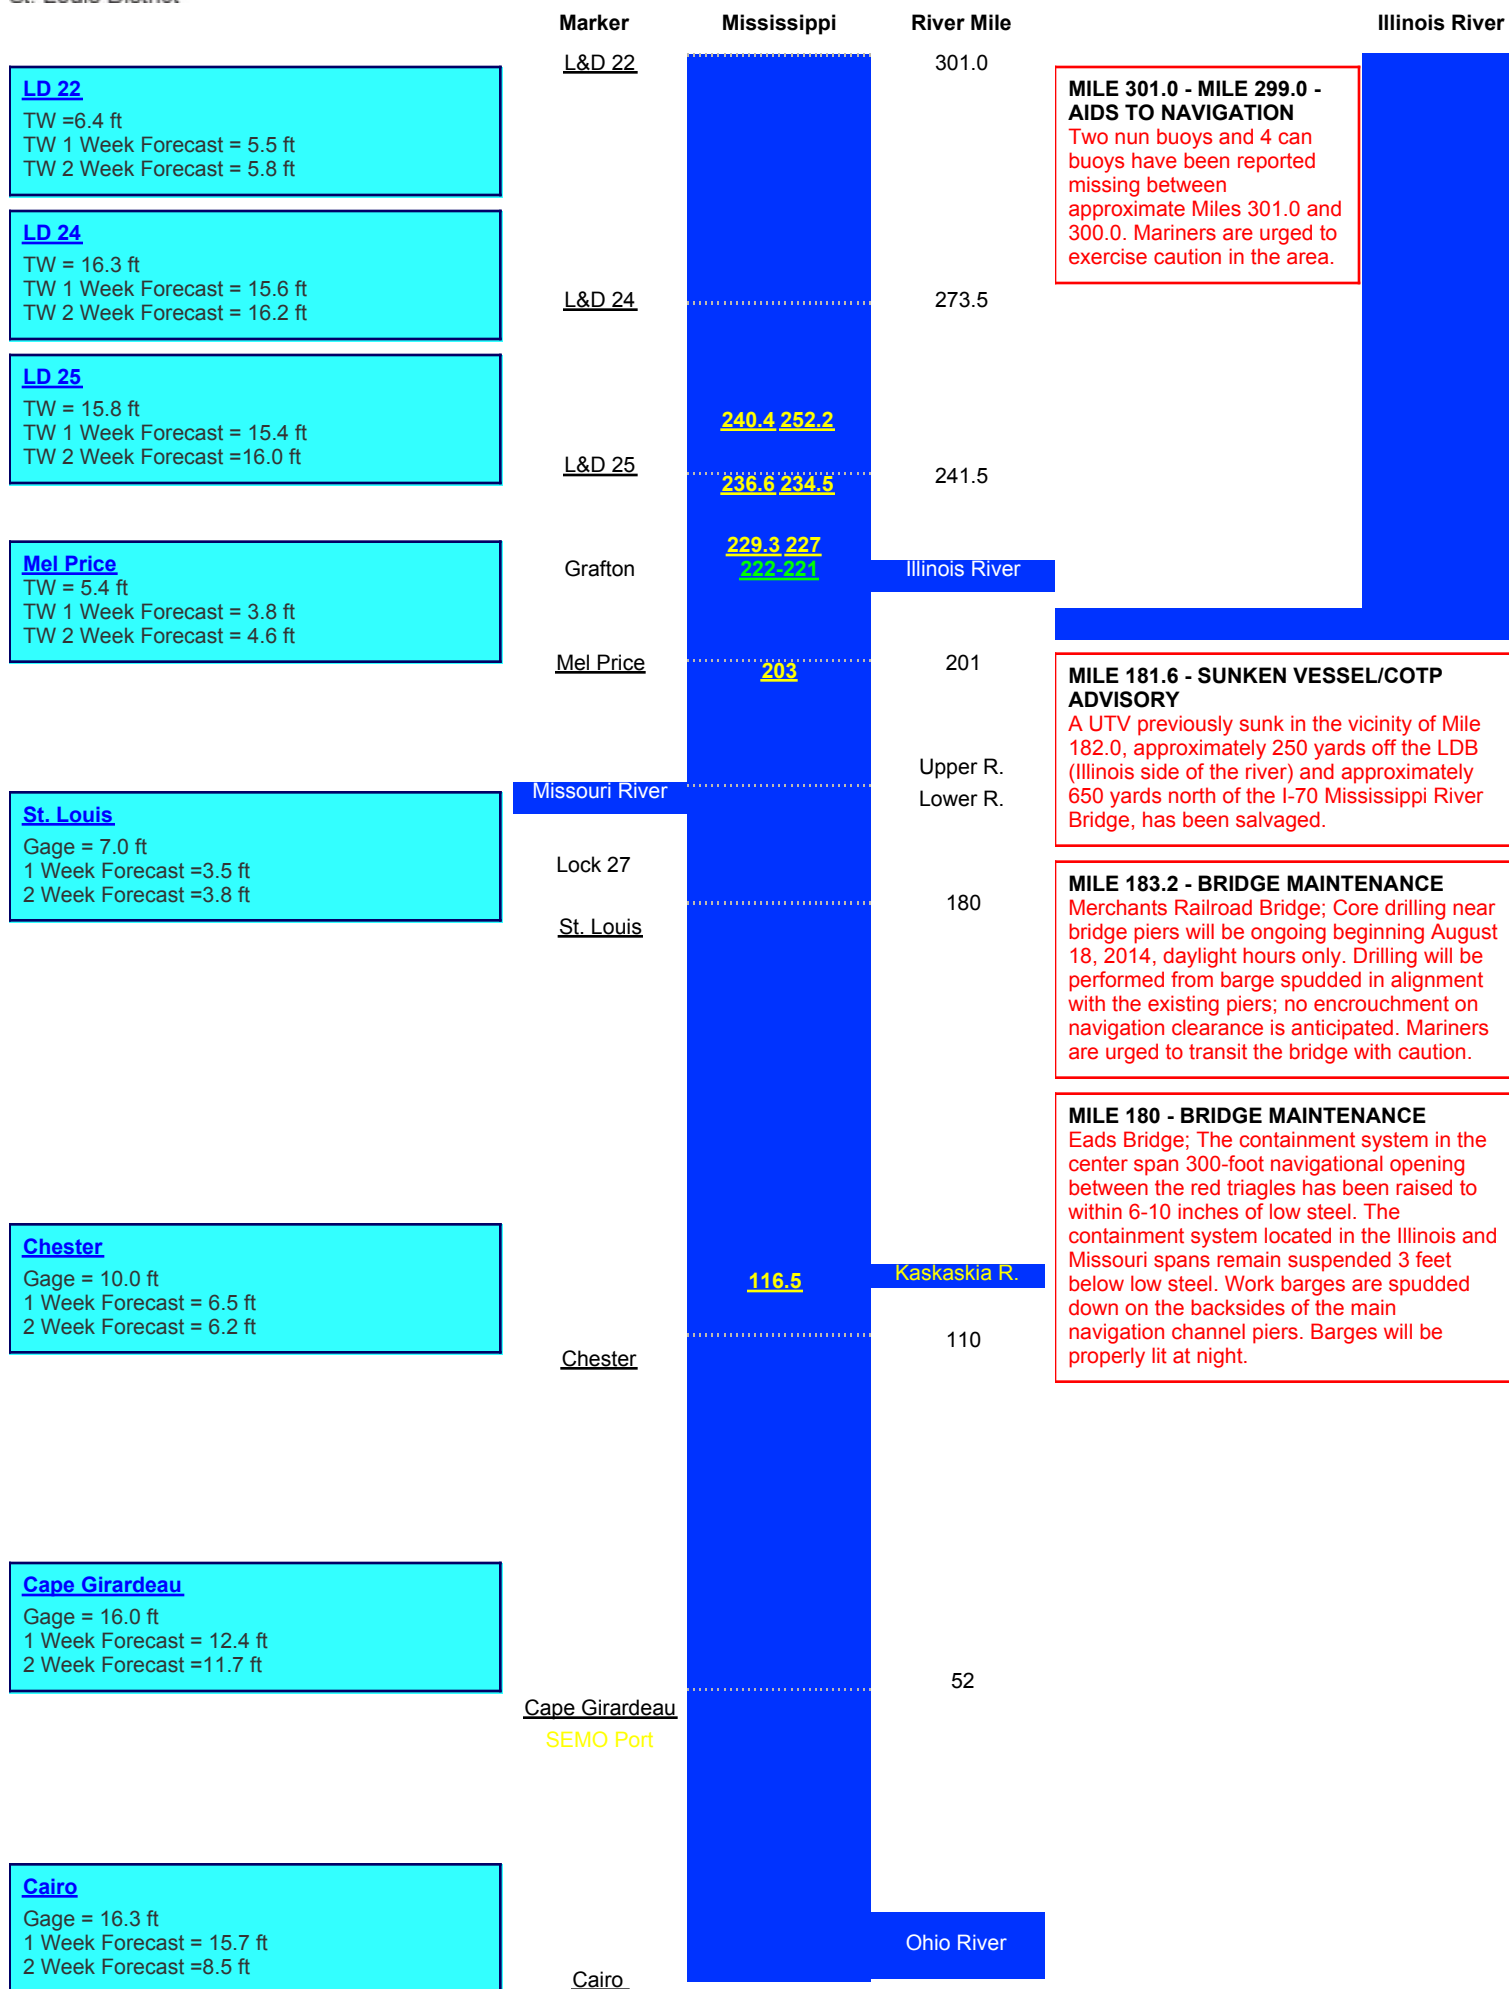 Marker Mississippi River Mile Illinois River
L&D 22 301.0
LD 22
TW =6.4 ft
TW 1 Week Forecast = 5.5 ft
TW 2 Week Forecast = 5.8 ft
MILE 301.0 - MILE 299.0 -
AIDS TO NAVIGATION
Two nun buoys and 4 can
buoys have been reported
missing between
approximate Miles 301.0 and
300.0. Mariners are urged to
exercise caution in the area.
LD 24
TW = 16.3 ft
TW 1 Week Forecast = 15.6 ft
TW 2 Week Forecast = 16.2 ft
L&D 24 273.5
LD 25
TW = 15.8 ft
TW 1 Week Forecast = 15.4 ft
TW 2 Week Forecast =16.0 ft
240.4 252.2
L&D 25 241.5
236.6 234.5
229.3 227
Mel Price
TW = 5.4 ft
TW 1 Week Forecast = 3.8 ft
TW 2 Week Forecast = 4.6 ft
Grafton 222-221 Illinois River
Mel Price 203 201
MILE 181.6 - SUNKEN VESSEL/COTP
ADVISORY
A UTV previously sunk in the vicinity of Mile
182.0, approximately 250 yards off the LDB
(Illinois side of the river) and approximately
650 yards north of the I-70 Mississippi River
Bridge, has been salvaged.
Upper R.
Missouri River Lower R.
St. Louis
Gage = 7.0 ft
1 Week Forecast =3.5 ft
2 Week Forecast =3.8 ft
Lock 27
180
St. Louis
MILE 183.2 - BRIDGE MAINTENANCE
Merchants Railroad Bridge; Core drilling near
bridge piers will be ongoing beginning August
18, 2014, daylight hours only. Drilling will be
performed from barge spudded in alignment
with the existing piers; no encrouchment on
navigation clearance is anticipated. Mariners
are urged to transit the bridge with caution.
MILE 180 - BRIDGE MAINTENANCE
Eads Bridge; The containment system in the
center span 300-foot navigational opening
between the red triagles has been raised to
within 6-10 inches of low steel. The
containment system located in the Illinois and
Missouri spans remain suspended 3 feet
below low steel. Work barges are spudded
down on the backsides of the main
navigation channel piers. Barges will be
properly lit at night.
Chester
Gage = 10.0 ft
1 Week Forecast = 6.5 ft
2 Week Forecast = 6.2 ft
116.5 Kaskaskia R.
110
Chester
Cape Girardeau
Gage = 16.0 ft
1 Week Forecast = 12.4 ft
2 Week Forecast =11.7 ft
52
Cape Girardeau
SEMO Port
Cairo
Gage = 16.3 ft
1 Week Forecast = 15.7 ft
2 Week Forecast =8.5 ft
Ohio River
Cairo